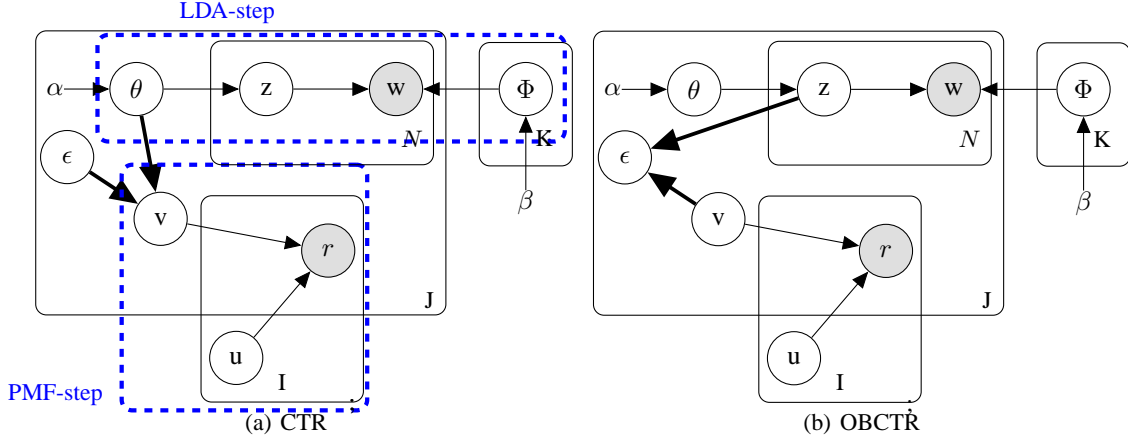 LDA-step
α θ z w Φ
N K
ϵ
v β
r
J
u
I
PMF-step
;
(a) CTR
α θ z w Φ
N K
ϵ
v β
r
J
u
I
;
(b) OBCTR